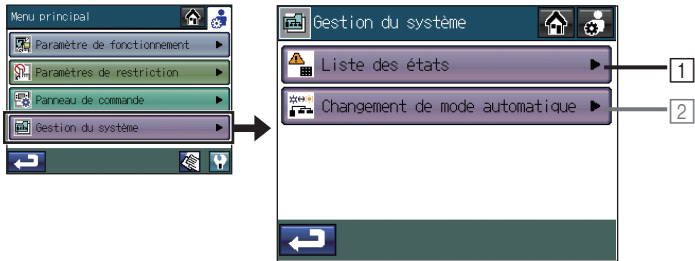 Menu principal
Paramètre de fonctionnement
Paramètres de restriction
Panneau de commande
Gestion du système
Gestion du système
Liste des états
1
Changement de mode automatique
2